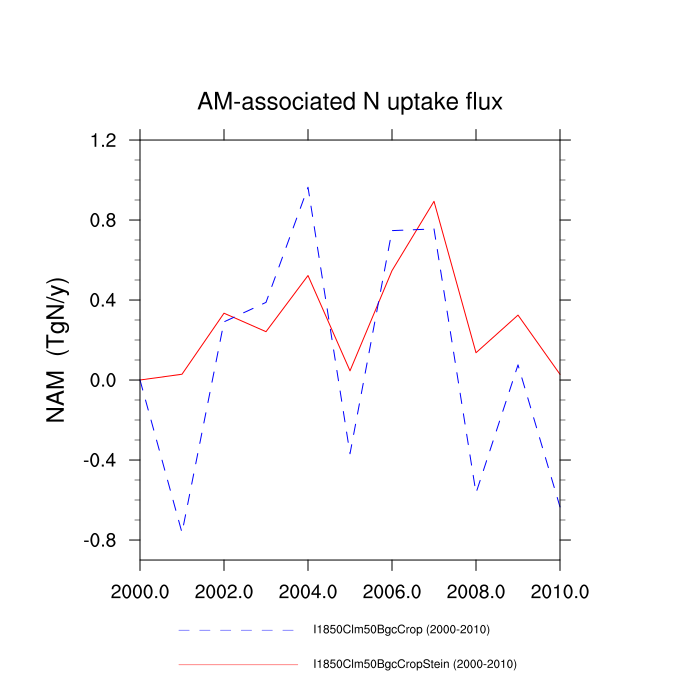 AM-associated N uptake flux
1.2
0.8
0.4
0.0
-0.4
-0.8
NAM (TgN/y)
2000.0 2002.0 2004.0 2006.0 2008.0 2010.0
I1850Clm50BgcCrop (2000-2010)
I1850Clm50BgcCropStein (2000-2010)